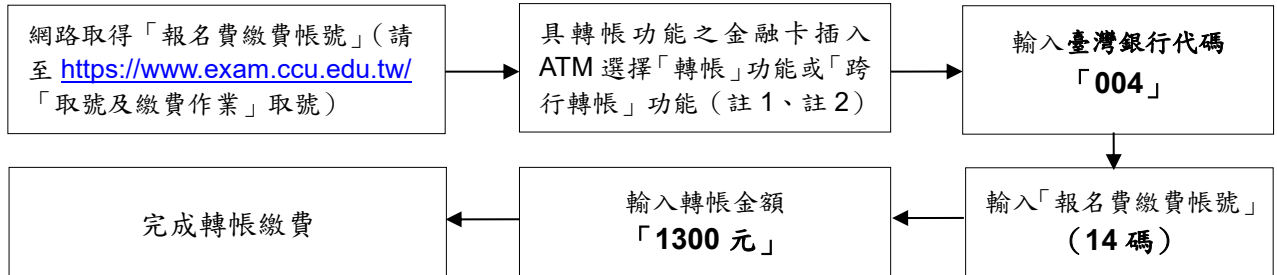 網路取得「報名費繳費帳號」（請
至 https://www.exam.ccu.edu.tw/
「取號及繳費作業」取號）
具轉帳功能之金融卡插入
ATM 選擇「轉帳」功能或「跨
行轉帳」功能（註 1、註 2）
輸入臺灣銀行代碼
「004」
輸入「報名費繳費帳號」
（14 碼）
輸入轉帳金額
「1300 元」
完成轉帳繳費